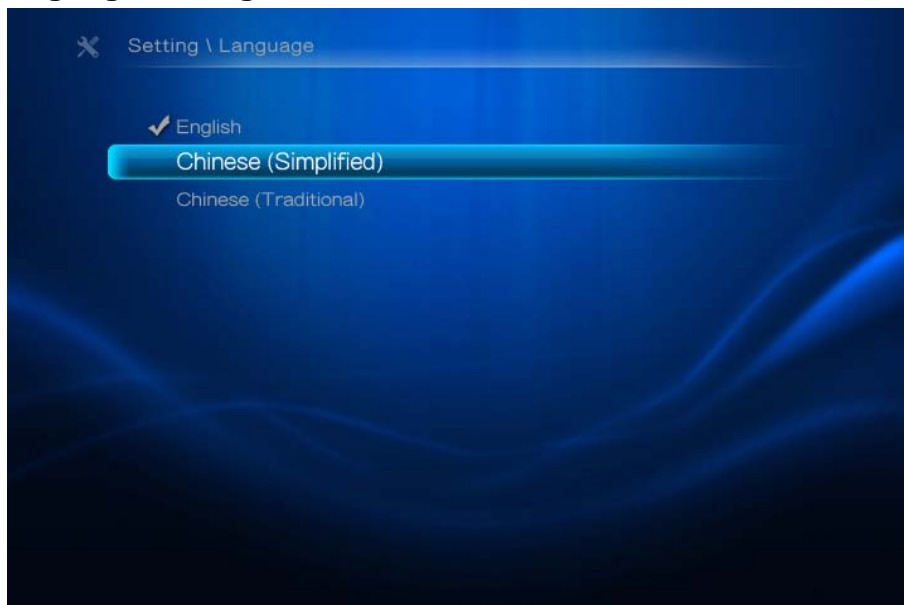 Setting \ Language
English
Chinese (Simplified)
Chinese (Traditional)